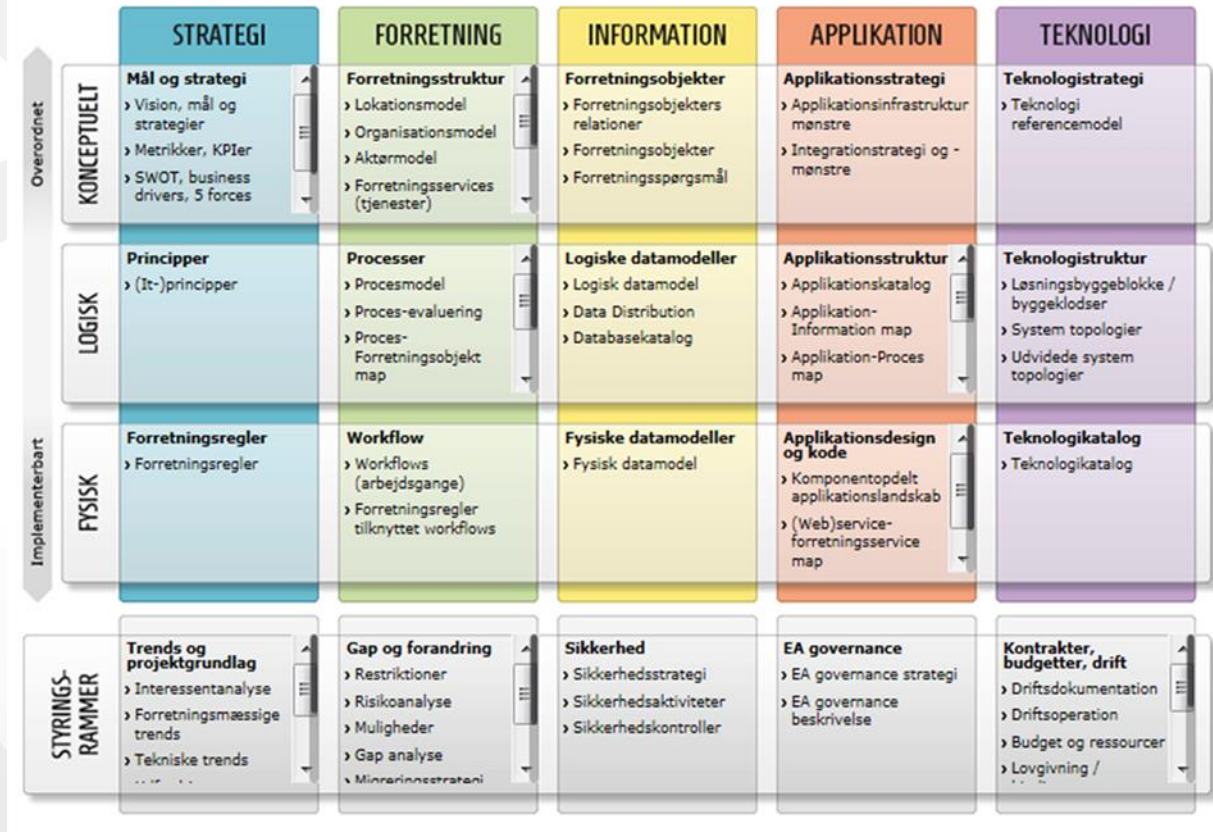 STRATEGI
FORRETNING
INFORMATION
APPLIKATION
TEKNOLOGI
Overordnet
Implementerbart
KONCEPTUELT
Mål og strategi
› Vision, mål og
strategier
› Metrikker, KPIer
› SWOT, business
drivers, 5 forces
Forretningsstruktur
› Lokationsmodel
› Organisationsmodel
› Aktørmodel
› Forretningsservices
(tjenester)
Forretningsobjekter
› Forretningsobjekters
relationer
› Forretningsobjekter
› Forretningsspørgsmål
Applikationsstrategi
› Applikationsinfrastruktur
mønstre
› Integrationstrategi og -
mønstre
Teknologistrategi
› Teknologi
referencemodel
LOGISK
Principper
› (It-)principper
Processer
› Procesmodel
› Proces-evaluering
› Proces-
Forretningsobjekt
map
Logiske datamodeller
› Logisk datamodel
› Data Distribution
› Databasekatalog
Applikationsstruktur
› Applikationskatalog
› Applikation-
Information map
› Applikation-Proces
map
Teknologistruktur
› Løsningsbyggeblokke /
byggeklodser
› System topologier
› Udvidede system
topologier
FYSISK
Forretningsregler
› Forretningsregler
Workflow
› Workflows
(arbejdsgange)
› Forretningsregler
tilknyttet workflows
Fysiske datamodeller
› Fysisk datamodel
Applikationsdesign
og kode
› Komponentopdelt
applikationslandskab
› (Web)service-
forretningsservice
map
Teknologikatalog
› Teknologikatalog
STYRINGS-
RAMMER
Trends og
projektgrundlag
› Interessentanalyse
› Forretningsmæssige
trends
› Tekniske trends
Gap og forandring
› Restriktioner
› Risikoanalyse
› Muligheder
› Gap analyse
› Migreringsstrategi
Sikkerhed
› Sikkerhedsstrategi
› Sikkerhedsaktiviteter
› Sikkerhedskontroller
EA governance
› EA governance strategi
› EA governance
beskrivelse
Kontrakter,
budgetter, drift
› Driftsdokumentation
› Driftsoperation
› Budget og ressourcer
› Lovgivning /